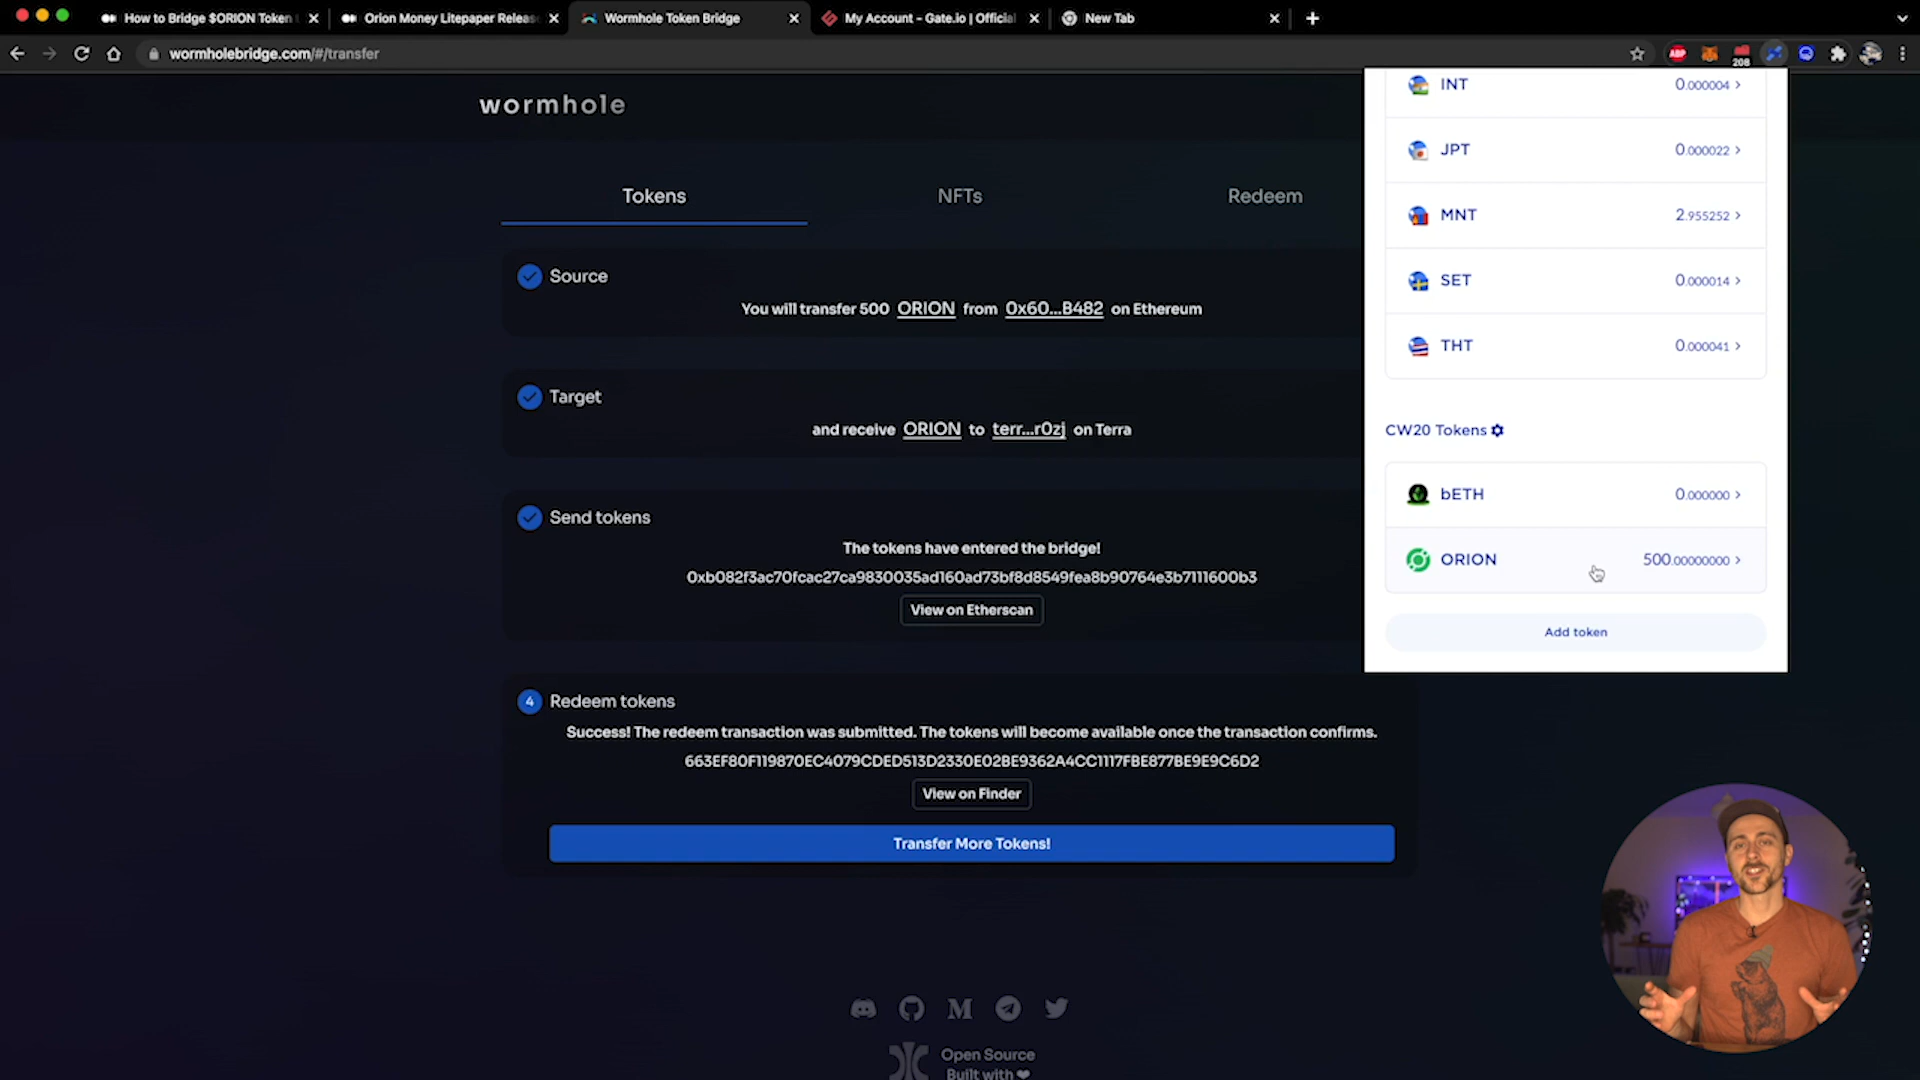 How to Bridge $ORION Token t
Orion Money Litepaper Releas
Wormhole Token Bridge
My Account - Gate.io | Official
New Tab
wormholebridge.com/#/transfer
ABP
208
wormhole
Tokens
NFTs
Redeem
Source
You will transfer 500 ORION from 0x60...B482 on Ethereum
Target
and receive ORION to terr...r0zj on Terra
Send tokens
The tokens have entered the bridge!
0xb082f3ac70fcac27ca9830035ad160ad73bf8d8549fea8b90764e3b7111600b3
View on Etherscan
4 Redeem tokens
Success! The redeem transaction was submitted. The tokens will become available once the transaction confirms.
663EF80F119870EC4079CDED513D2330E02BE9362A4CC1117FBE877BE9E9C6D2
View on Finder
Transfer More Tokens!
Open Source
Built with ❤
INT 0.000004
JPT 0.000022
MNT 2.955252
SET 0.000014
THT 0.000041
CW20 Tokens
bETH 0.000000
ORION 500.00000000
Add token